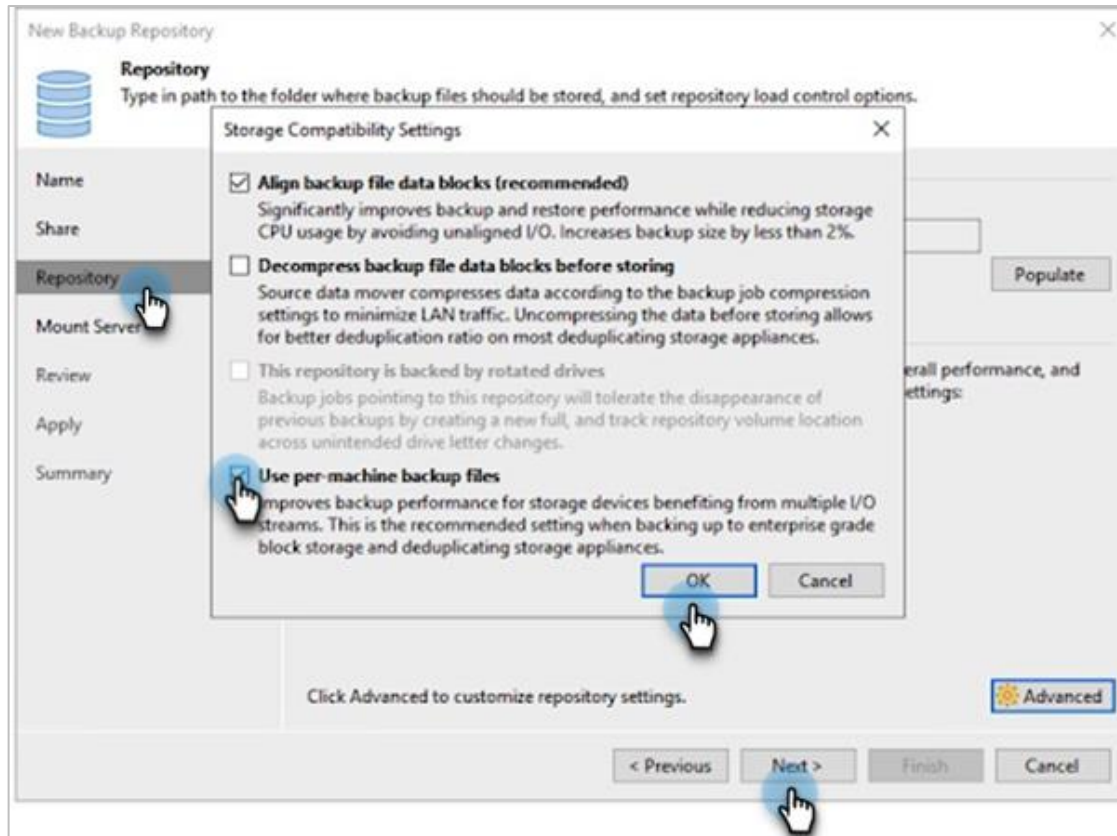 New Backup Repository
Repository
Type in path to the folder where backup files should be stored, and set repository load control options.
Storage Compatibility Settings
Name
Share
Repository
Mount Server
Review
Apply
Summary
Align backup file data blocks (recommended)
Significantly improves backup and restore performance while reducing storage
CPU usage by avoiding unaligned I/O. Increases backup size by less than 2%.
Decompress backup file data blocks before storing
Source data mover compresses data according to the backup job compression
settings to minimize LAN traffic. Uncompressing the data before storing allows
for better deduplication ratio on most deduplicating storage appliances.
This repository is backed by rotated drives
Backup jobs pointing to this repository will tolerate the disappearance of
previous backups by creating a new full, and track repository volume location
across unintended drive letter changes.
Use per-machine backup files
mproves backup performance for storage devices benefiting from multiple I/O
streams. This is the recommended setting when backing up to enterprise grade
block storage and deduplicating storage appliances.
OK
Cancel
Populate
erall performance, and
ettings:
Click Advanced to customize repository settings.
Advanced
< Previous
Next >
Finish
Cancel